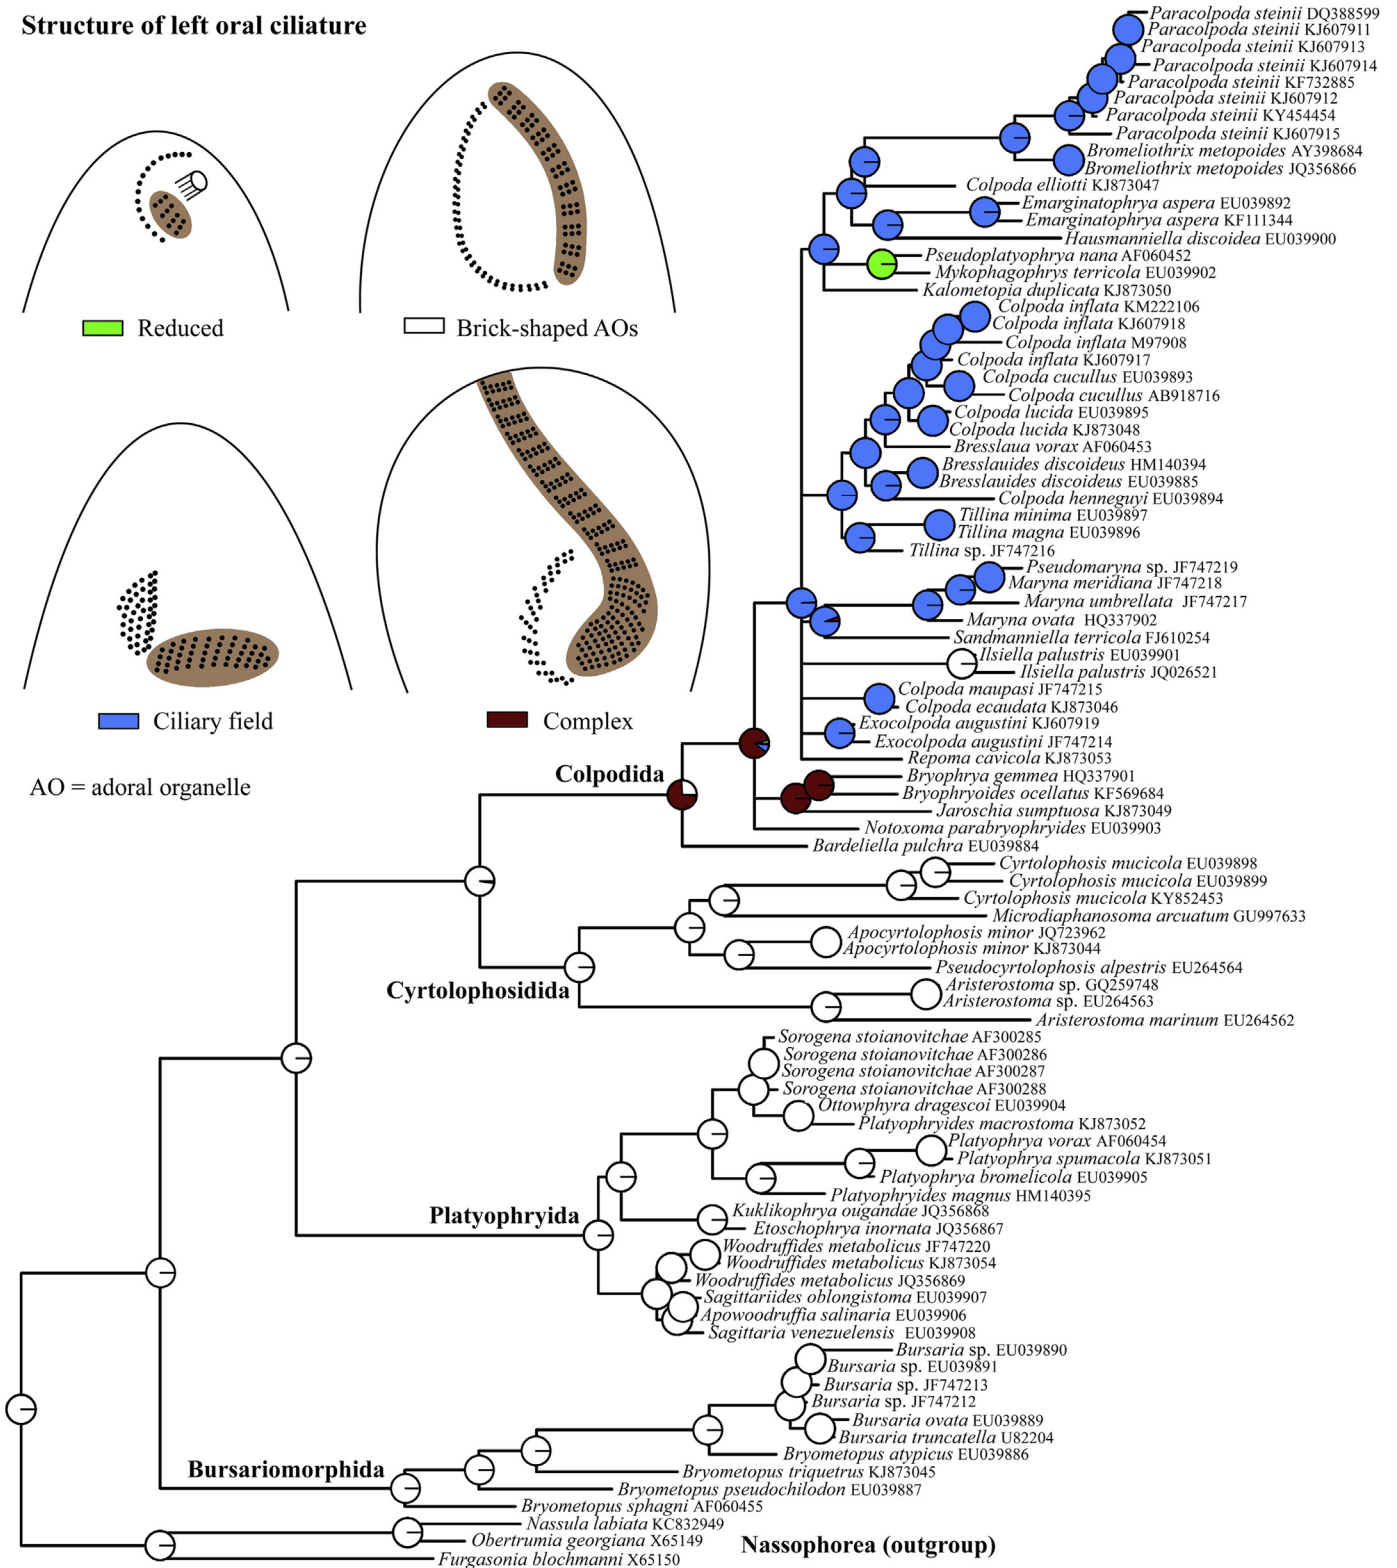 Structure of left oral ciliature
Reduced
Brick-shaped AOs
Ciliary field
Complex
AO = adoral organelle
Paracolpoda steinii DQ388599
Paracolpoda steinii KJ607911
Paracolpoda steinii KJ607913
Paracolpoda steinii KJ607914
Paracolpoda steinii KF732885
Paracolpoda steinii KJ607912
Paracolpoda steinii KY454454
Paracolpoda steinii KJ607915
Bromeliothrix metopoides AY398684
Bromeliothrix metopoides JQ356866
Colpoda elliotti KJ873047
Emarginatophrya aspera EU039892
Emarginatophrya aspera KF111344
Hausmanniella discoidea EU039900
Pseudoplatyophrya nana AF060452
Mykophagophrys terricola EU039902
Kalometopia duplicata KJ873050
Colpoda inflata KM222106
Colpoda inflata KJ607918
Colpoda inflata M97908
Colpoda inflata KJ607917
Colpoda cucullus EU039893
Colpoda cucullus AB918716
Colpoda lucida EU039895
Colpoda lucida KJ873048
Bresslaua vorax AF060453
Bresslauides discoideus HM140394
Bresslauides discoideus EU039885
Colpoda henneguyi EU039894
Tillina minima EU039897
Tillina magna EU039896
Tillina sp. JF747216
Pseudomaryna sp. JF747219
Maryna meridiana JF747218
Maryna umbrellata JF747217
Maryna ovata HQ337902
Sandmanniella terricola FJ610254
Ilsiella palustris EU039901
Ilsiella palustris JQ026521
Colpoda maupasi JF747215
Colpoda ecaudata KJ873046
Exocolpoda augustini KJ607919
Exocolpoda augustini JF747214
Repoma cavicola KJ873053
Colpodida
Bryophrya gemmea HQ337901
Bryophryoides ocellatus KF569684
Jaroschia sumptuosa KJ873049
Notoxoma parabryophryides EU039903
Bardeliella pulchra EU039884
Cyrtolophosis mucicola EU039898
Cyrtolophosis mucicola EU039899
Cyrtolophosis mucicola KY852453
Microdiaphanosoma arcuatum GU997633
Apocyrtolophosis minor JQ723962
Apocyrtolophosis minor KJ873044
Pseudocyrtolophosis alpestris EU264564
Cyrtolophosidida
Aristerostoma sp. GQ259748
Aristerostoma sp. EU264563
Aristerostoma marinum EU264562
Sorogena stoianovitchae AF300285
Sorogena stoianovitchae AF300286
Sorogena stoianovitchae AF300287
Sorogena stoianovitchae AF300288
Ottowphyra dragescoi EU039904
Platyophryides macrostoma KJ873052
Platyophrya vorax AF060454
Platyophrya spumacola KJ873051
Platyophrya bromelicola EU039905
Platyophryides magnus HM140395
Platyophryida
Kuklikophrya ougandae JQ356868
Etoschophrya inornata JQ356867
Woodruffides metabolicus JF747220
Woodruffides metabolicus KJ873054
Woodruffides metabolicus JQ356869
Sagittariides oblongistoma EU039907
Apowoodruffia salinaria EU039906
Sagittaria venezuelensis EU039908
Bursaria sp. EU039890
Bursaria sp. EU039891
Bursaria sp. JF747213
Bursaria sp. JF747212
Bursaria ovata EU039889
Bursaria truncatella U82204
Bryometopus atypicus EU039886
Bursariomorphida
Bryometopus triquetrus KJ873045
Bryometopus pseudochilodon EU039887
Bryometopus sphagni AF060455
Nassula labiata KC832949
Obertrumia georgiana X65149
Nassophorea (outgroup)
Furgasonia blochmanni X65150